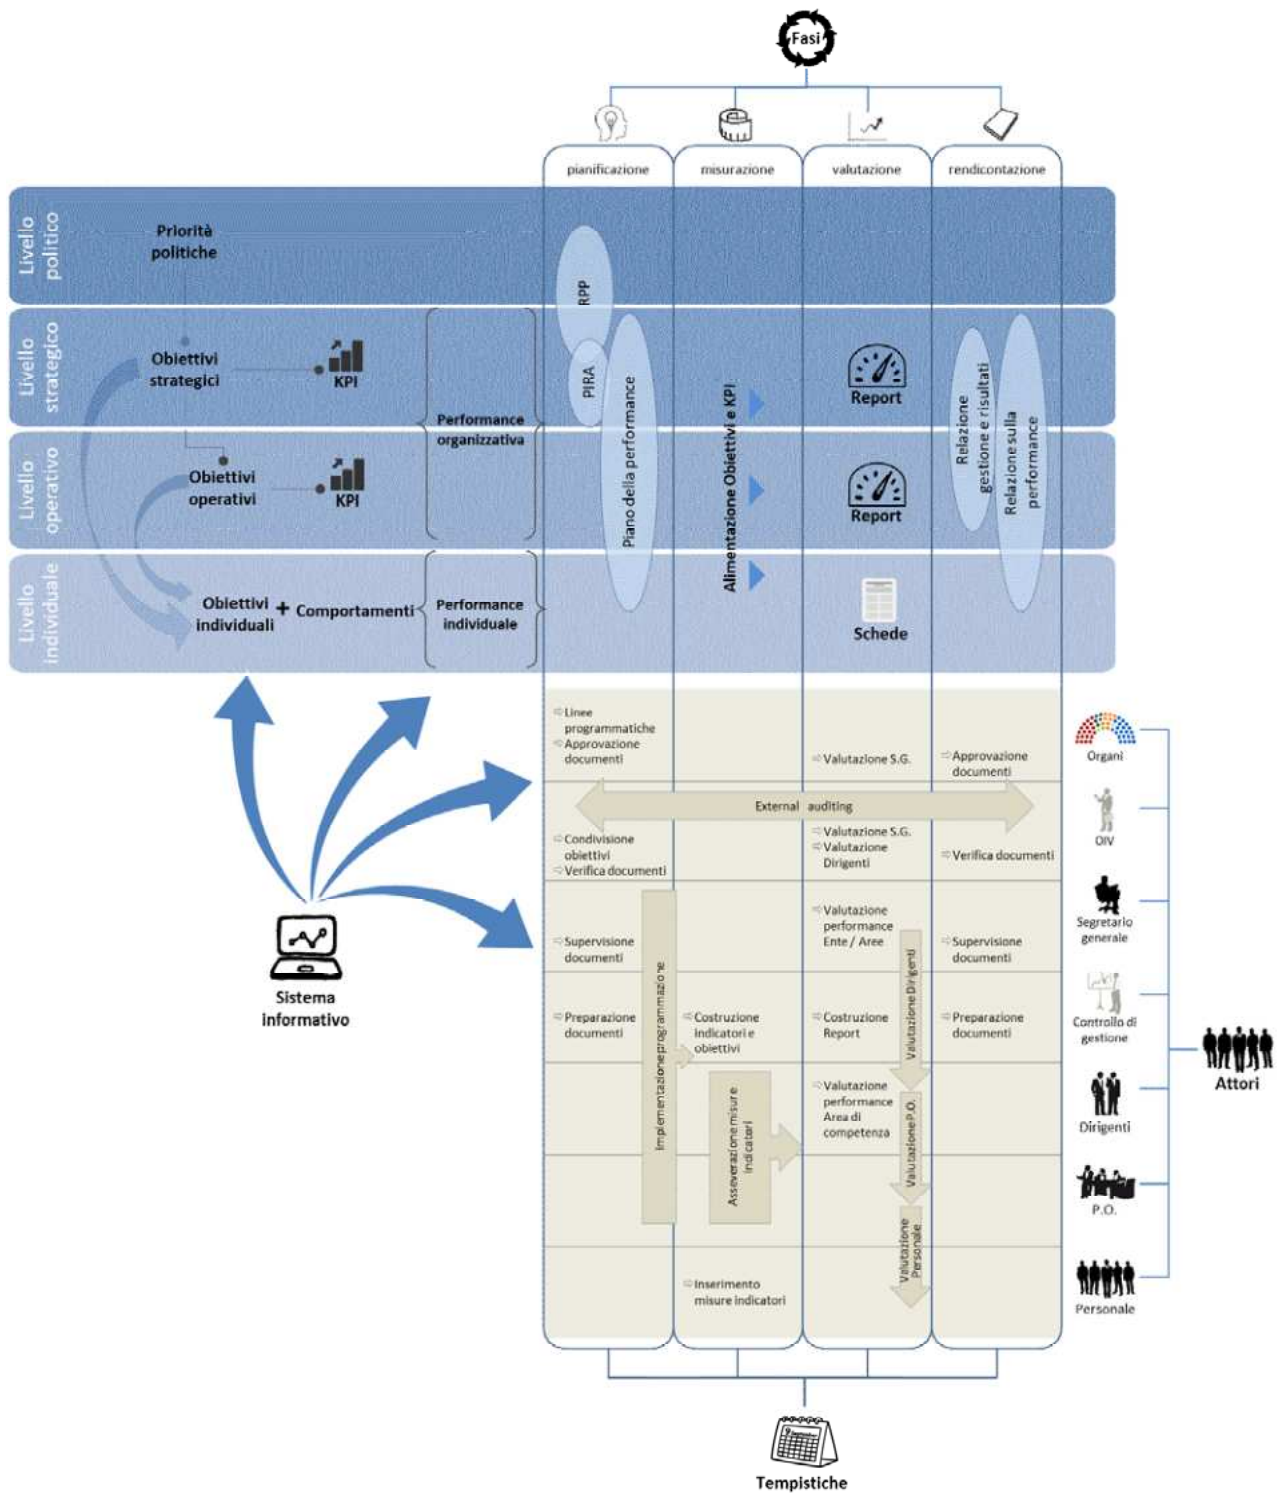 Fasi
pianificazione
misurazione
valutazione
rendicontazione
Livello
politico
Priorità
politiche
RPP
Livello
strategico
Obiettivi
strategici
KPI
Performance
organizzativa
PIRA
Piano della performance
Alimentazione Obiettivi e KPI
Report
Relazione
gestione e risultati
Relazione sulla
performance
Livello
operativo
Obiettivi
operativi
KPI
Report
Livello
individuale
Obiettivi
individuali
+
Comportamenti
Performance
individuale
Schede
Linee
programmatiche
Approvazione
documenti
Valutazione S.G.
Approvazione
documenti
Organi
External auditing
Condivisione
obiettivi
Verifica documenti
Valutazione S.G.
Valutazione
Dirigenti
Verifica documenti
OIV
Supervisione
documenti
Valutazione
performance
Ente / Aree
Supervisione
documenti
Segretario
generale
Implementazione programmazione
Valutazione Dirigenti
Preparazione
documenti
Costruzione
indicatori e
obiettivi
Costruzione
Report
Preparazione
documenti
Controllo di
gestione
Asseverazione misure
indicatori
Valutazione
performance
Area di
competenza
Valutazione P.O.
Dirigenti
P.O.
Valutazione
Personale
Inserimento
misure indicatori
Personale
Attori
Sistema
informativo
9 September
Tempistiche